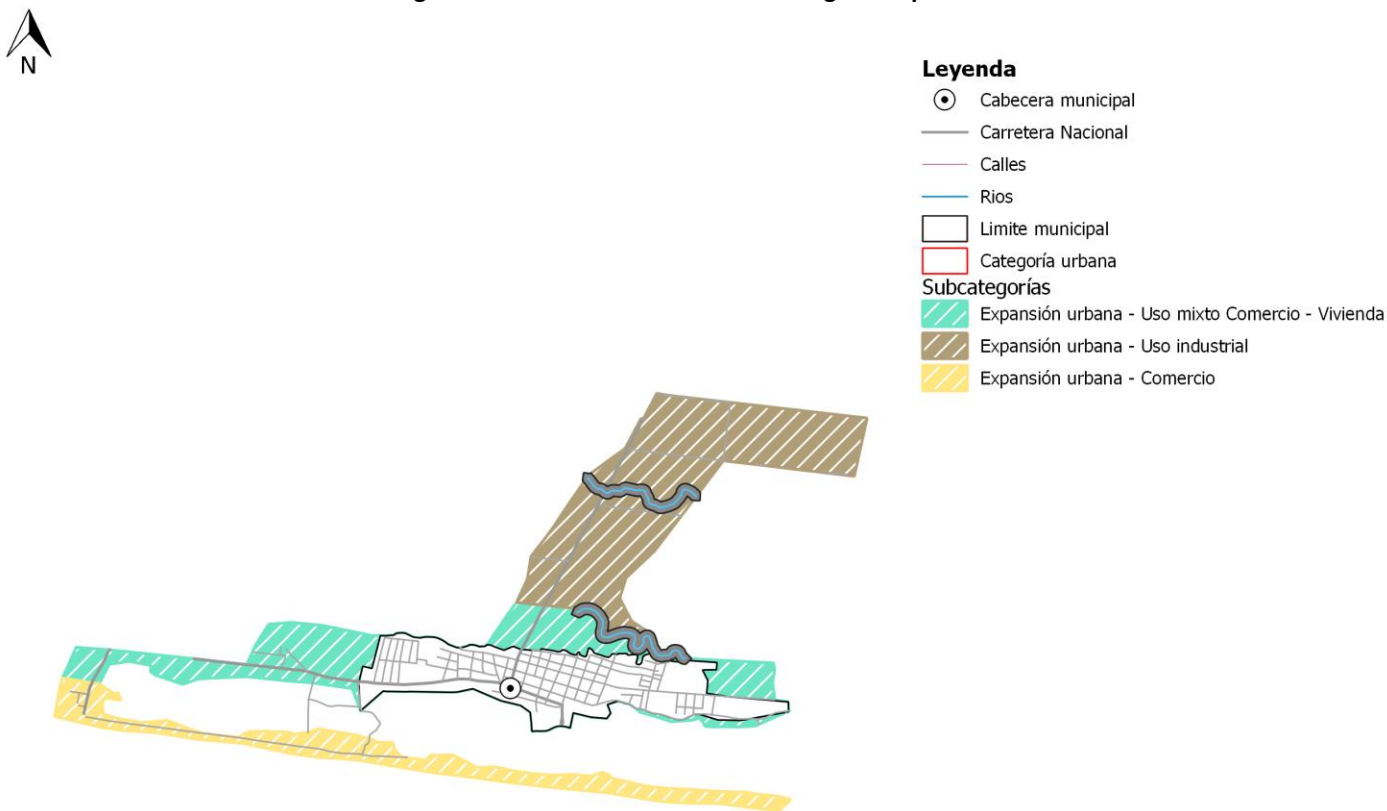 N
Leyenda
Cabecera municipal
Carretera Nacional
Calles
Rios
Limite municipal
Categoría urbana
Subcategorías
Expansión urbana - Uso mixto Comercio - Vivienda
Expansión urbana - Uso industrial
Expansión urbana - Comercio